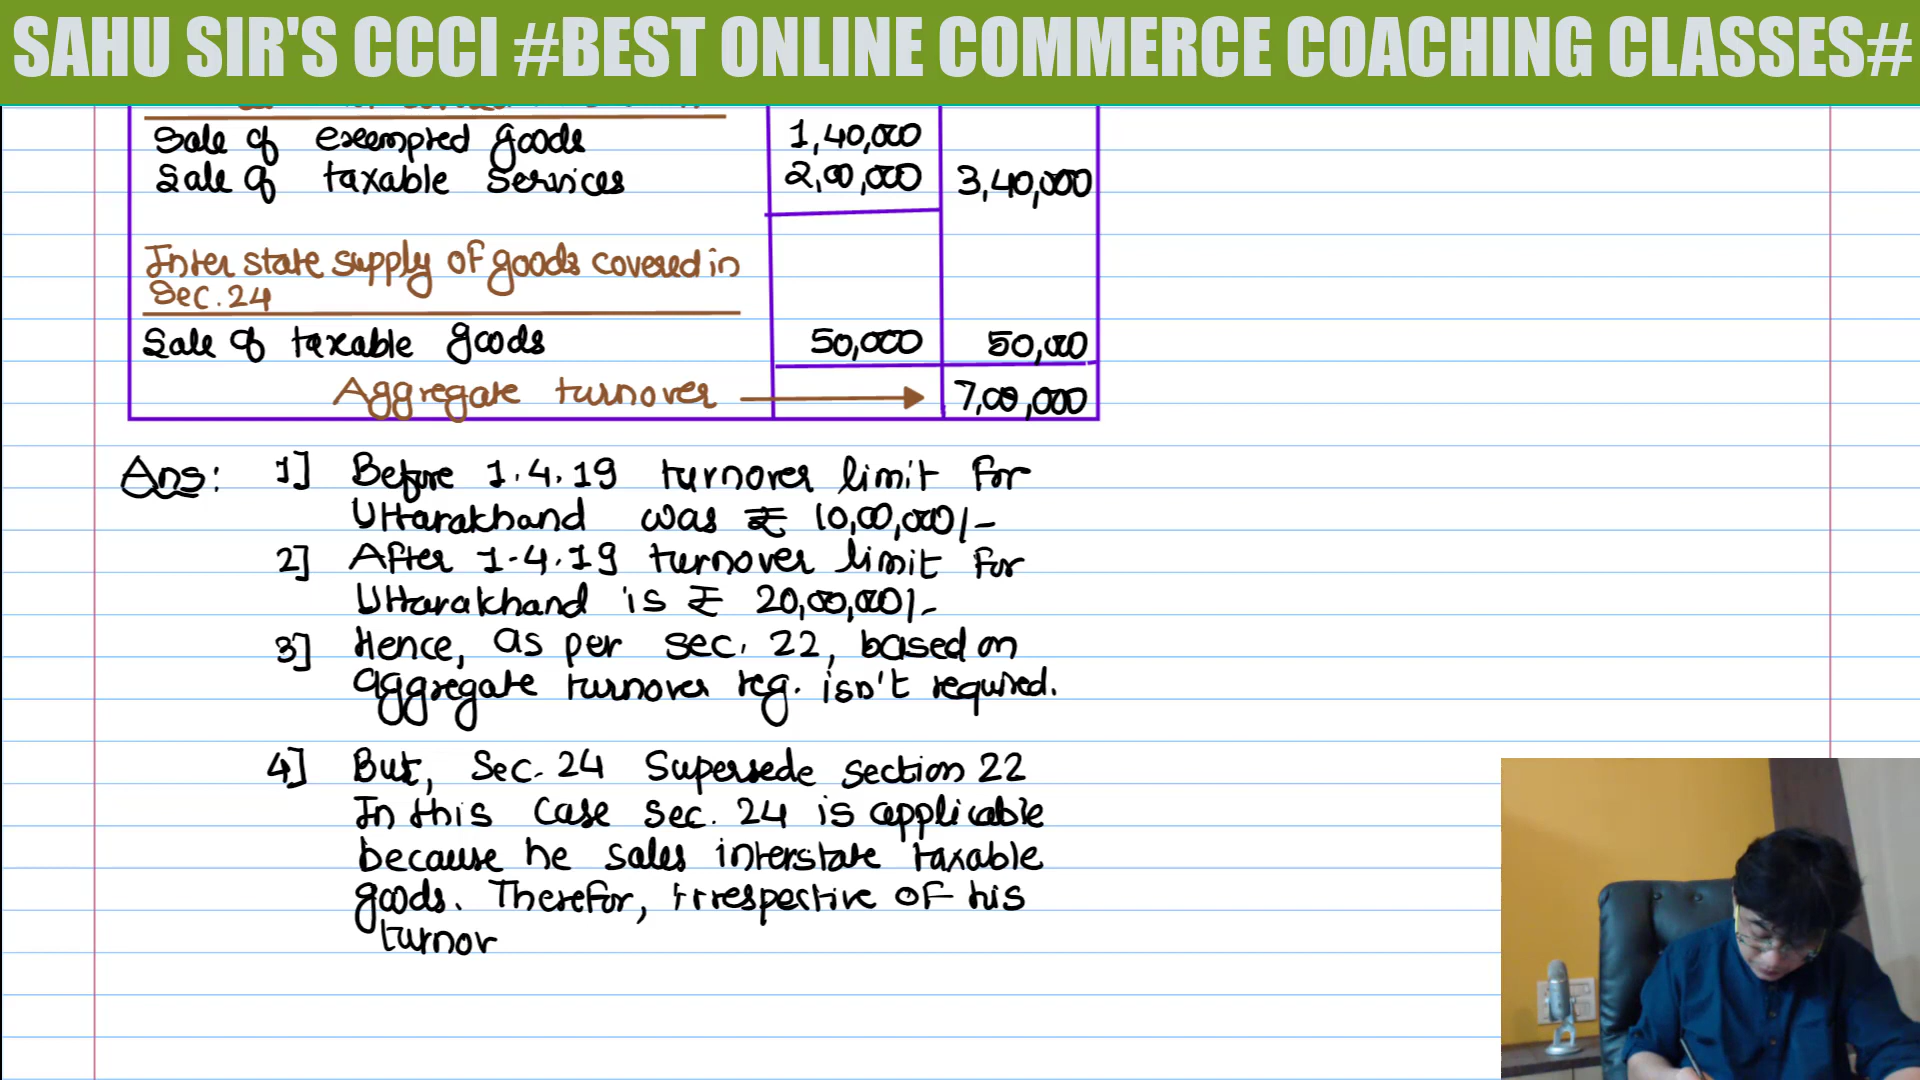 SAHU SIR'S CCCI #BEST ONLINE COMMERCE COACHING CLASSES#
Sale of exempted goods 1,40,000
Sale of taxable services 2,00,000 3,40,000
Inter state supply of goods covered in
Sec. 24
Sale of taxable goods 50,000 50,000
Aggregate turnover 7,00,000
Ans: 1] Before 1.4.19 turnover limit for
Uttarakhand was ₹ 10,00,000/-
2] After 1.4.19 turnover limit for
Uttarakhand is ₹ 20,00,000/-
3] Hence, as per sec. 22, based on
aggregate turnover reg. isn't required.
4] But, Sec. 24 Supersede section 22
In this case sec. 24 is applicable
because he sales interstate taxable
goods. Therefor, irrespective of his
turnor